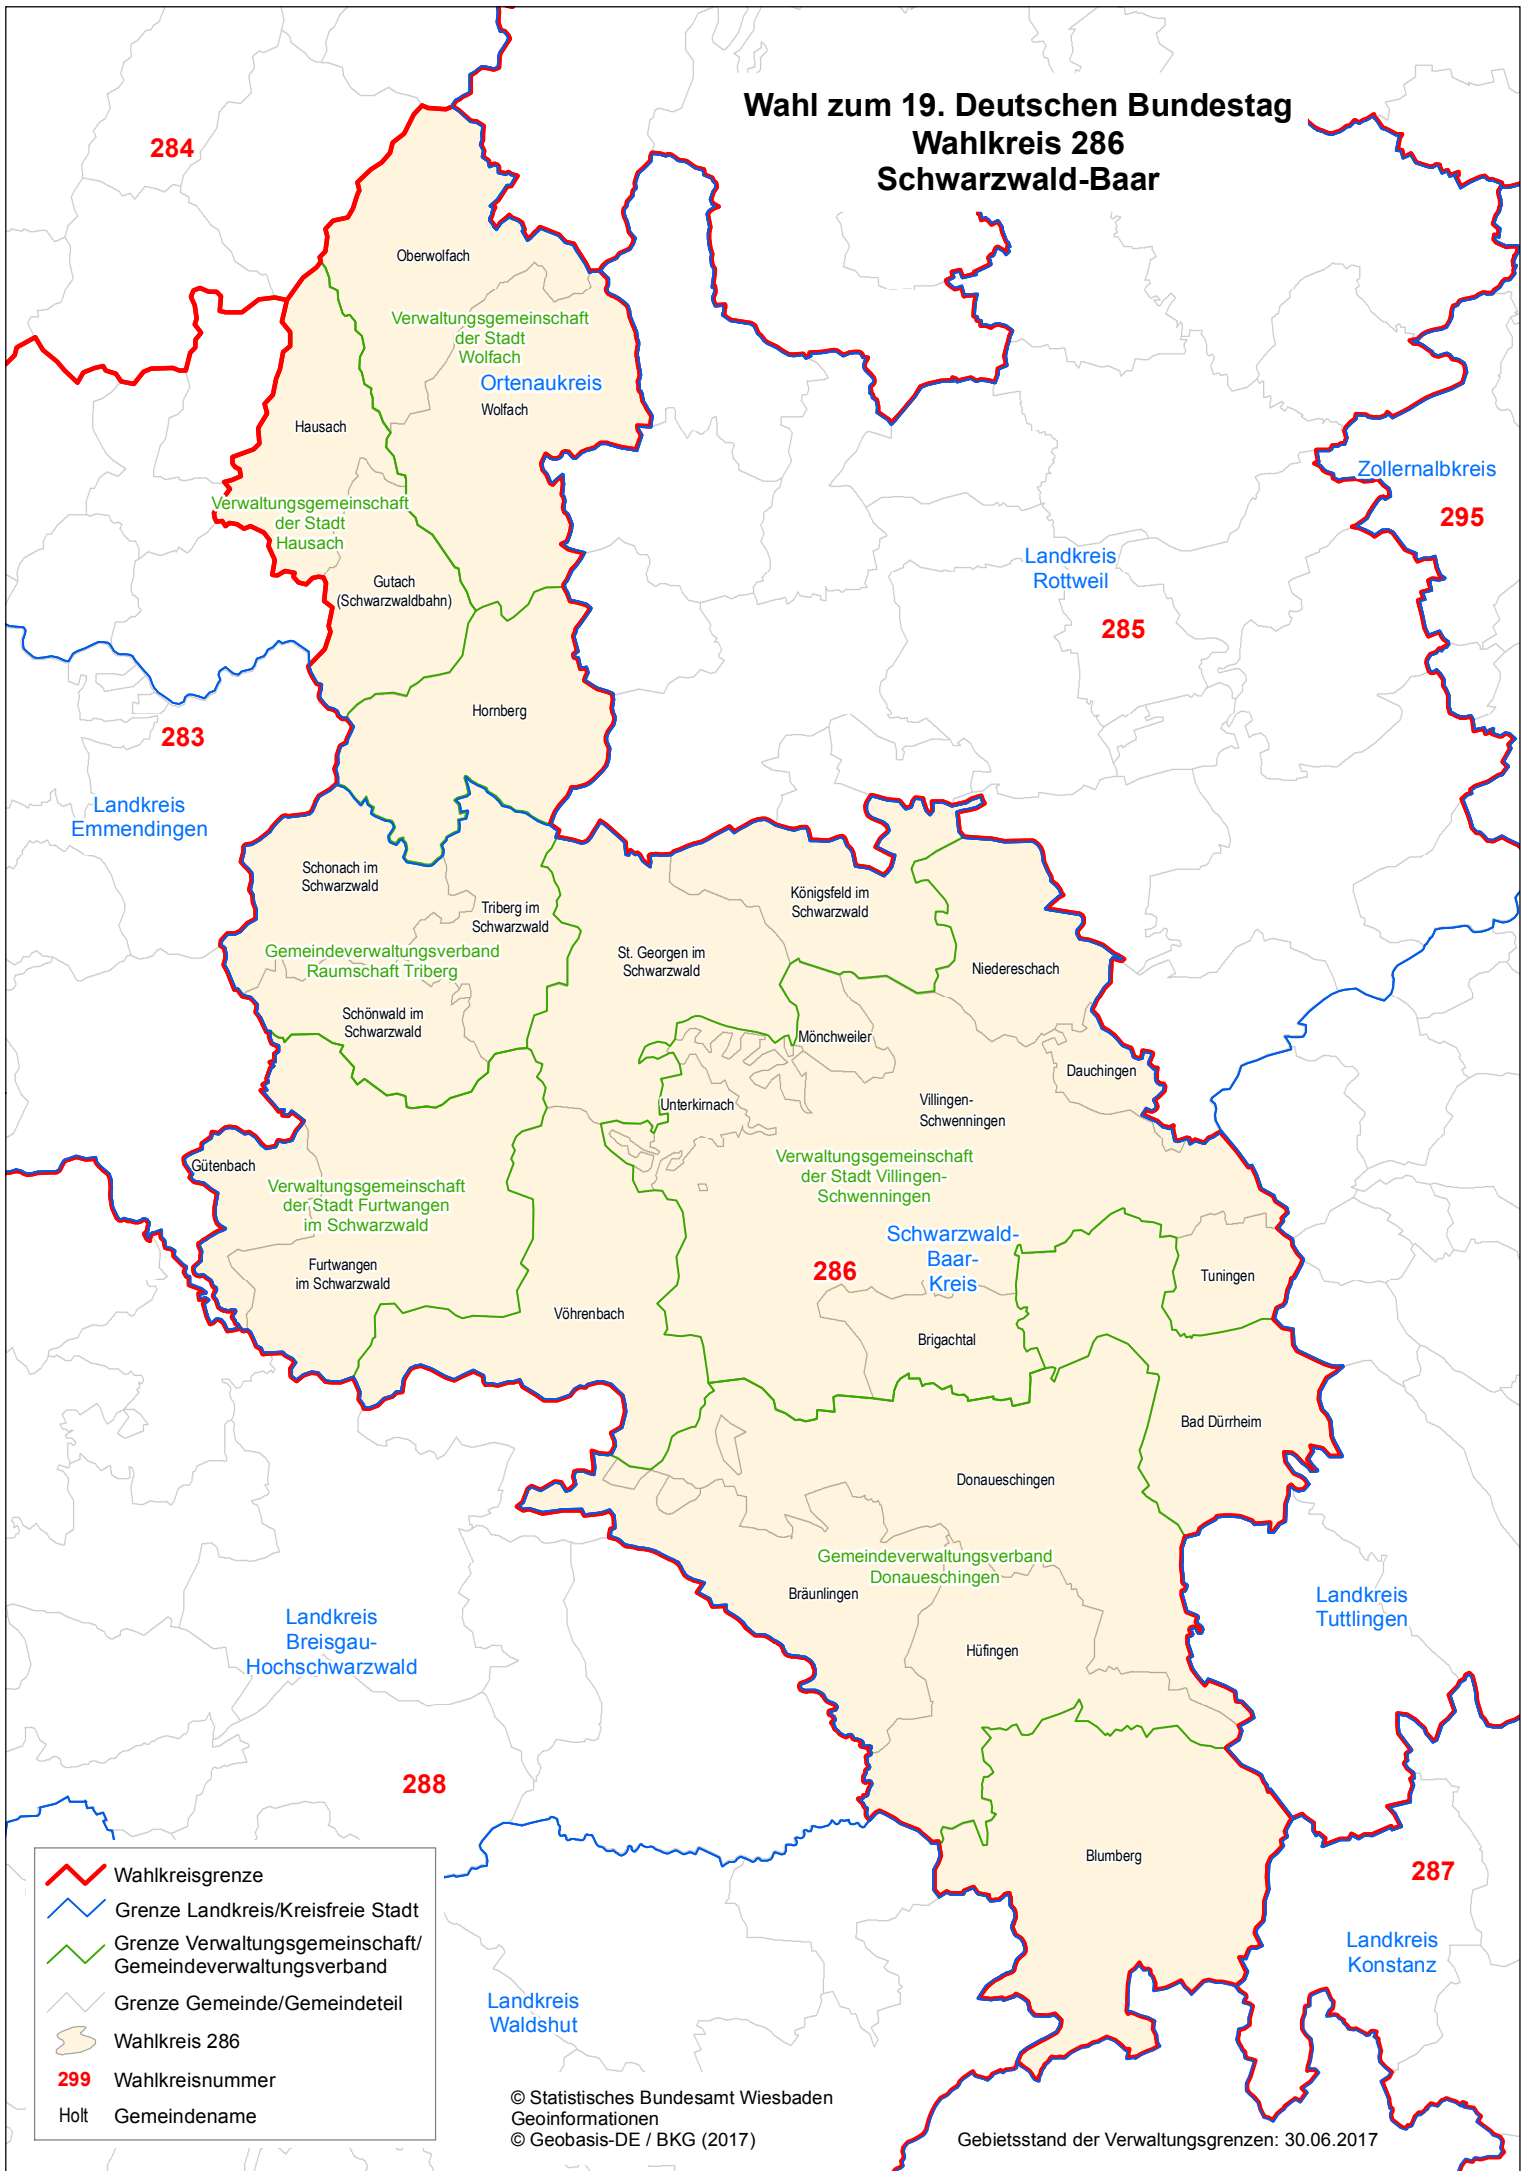 Wahl zum 19. Deutschen Bundestag
Wahlkreis 286
Schwarzwald-Baar
284
Oberwolfach
Verwaltungsgemeinschaft
der Stadt
Wolfach
Ortenaukreis
Wolfach
Hausach
Verwaltungsgemeinschaft
der Stadt
Hausach
Gutach
(Schwarzwaldbahn)
Zollernalbkreis
295
Landkreis
Rottweil
285
Hornberg
283
Landkreis
Emmendingen
Schonach im
Schwarzwald
Triberg im
Schwarzwald
Gemeindeverwaltungsverband
Raumschaft Triberg
Schönwald im
Schwarzwald
St. Georgen im
Schwarzwald
Königsfeld im
Schwarzwald
Niedereschach
Mönchweiler
Dauchingen
Unterkirnach
Villingen-
Schwenningen
Verwaltungsgemeinschaft
der Stadt Villingen-
Schwenningen
Gütenbach
Verwaltungsgemeinschaft
der Stadt Furtwangen
im Schwarzwald
Furtwangen
im Schwarzwald
Schwarzwald-
Baar-
Kreis
286
Tuningen
Vöhrenbach
Brigachtal
Bad Dürrheim
Donaueschingen
Gemeindeverwaltungsverband
Donaueschingen
Bräunlingen
Hüfingen
Landkreis
Tuttlingen
Landkreis
Breisgau-
Hochschwarzwald
288
Blumberg
287
Landkreis
Konstanz
Landkreis
Waldshut
Wahlkreisgrenze
Grenze Landkreis/Kreisfreie Stadt
Grenze Verwaltungsgemeinschaft/
Gemeindeverwaltungsverband
Grenze Gemeinde/Gemeindeteil
Wahlkreis 286
299 Wahlkreisnummer
Holt Gemeindename
© Statistisches Bundesamt Wiesbaden
Geoinformationen
© Geobasis-DE / BKG (2017)
Gebietsstand der Verwaltungsgrenzen: 30.06.2017